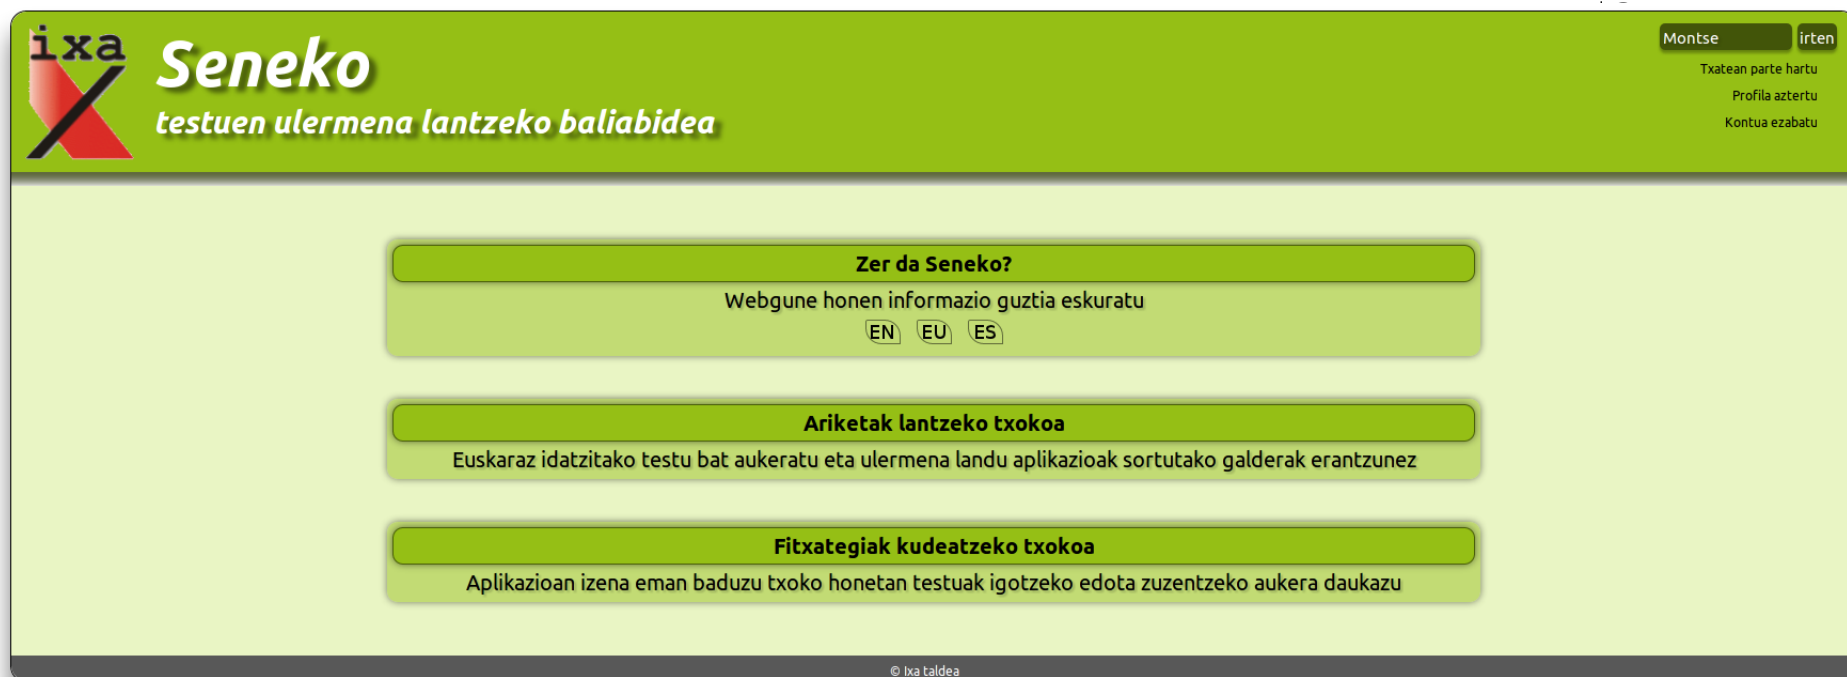 ixa
Seneko
testuen ulermena lantzeko baliabidea
Montse irten
Txatean parte hartu
Profila aztertu
Kontua ezabatu
Zer da Seneko?
Webgune honen informazio guztia eskuratu
EN EU ES
Ariketak lantzeko txokoa
Euskaraz idatzitako testu bat aukeratu eta ulermena landu aplikazioak sortutako galderak erantzunez
Fitxategiak kudeatzeko txokoa
Aplikazioan izena eman baduzu txoko honetan testuak igotzeko edota zuzentzeko aukera daukazu
© Ixa taldea